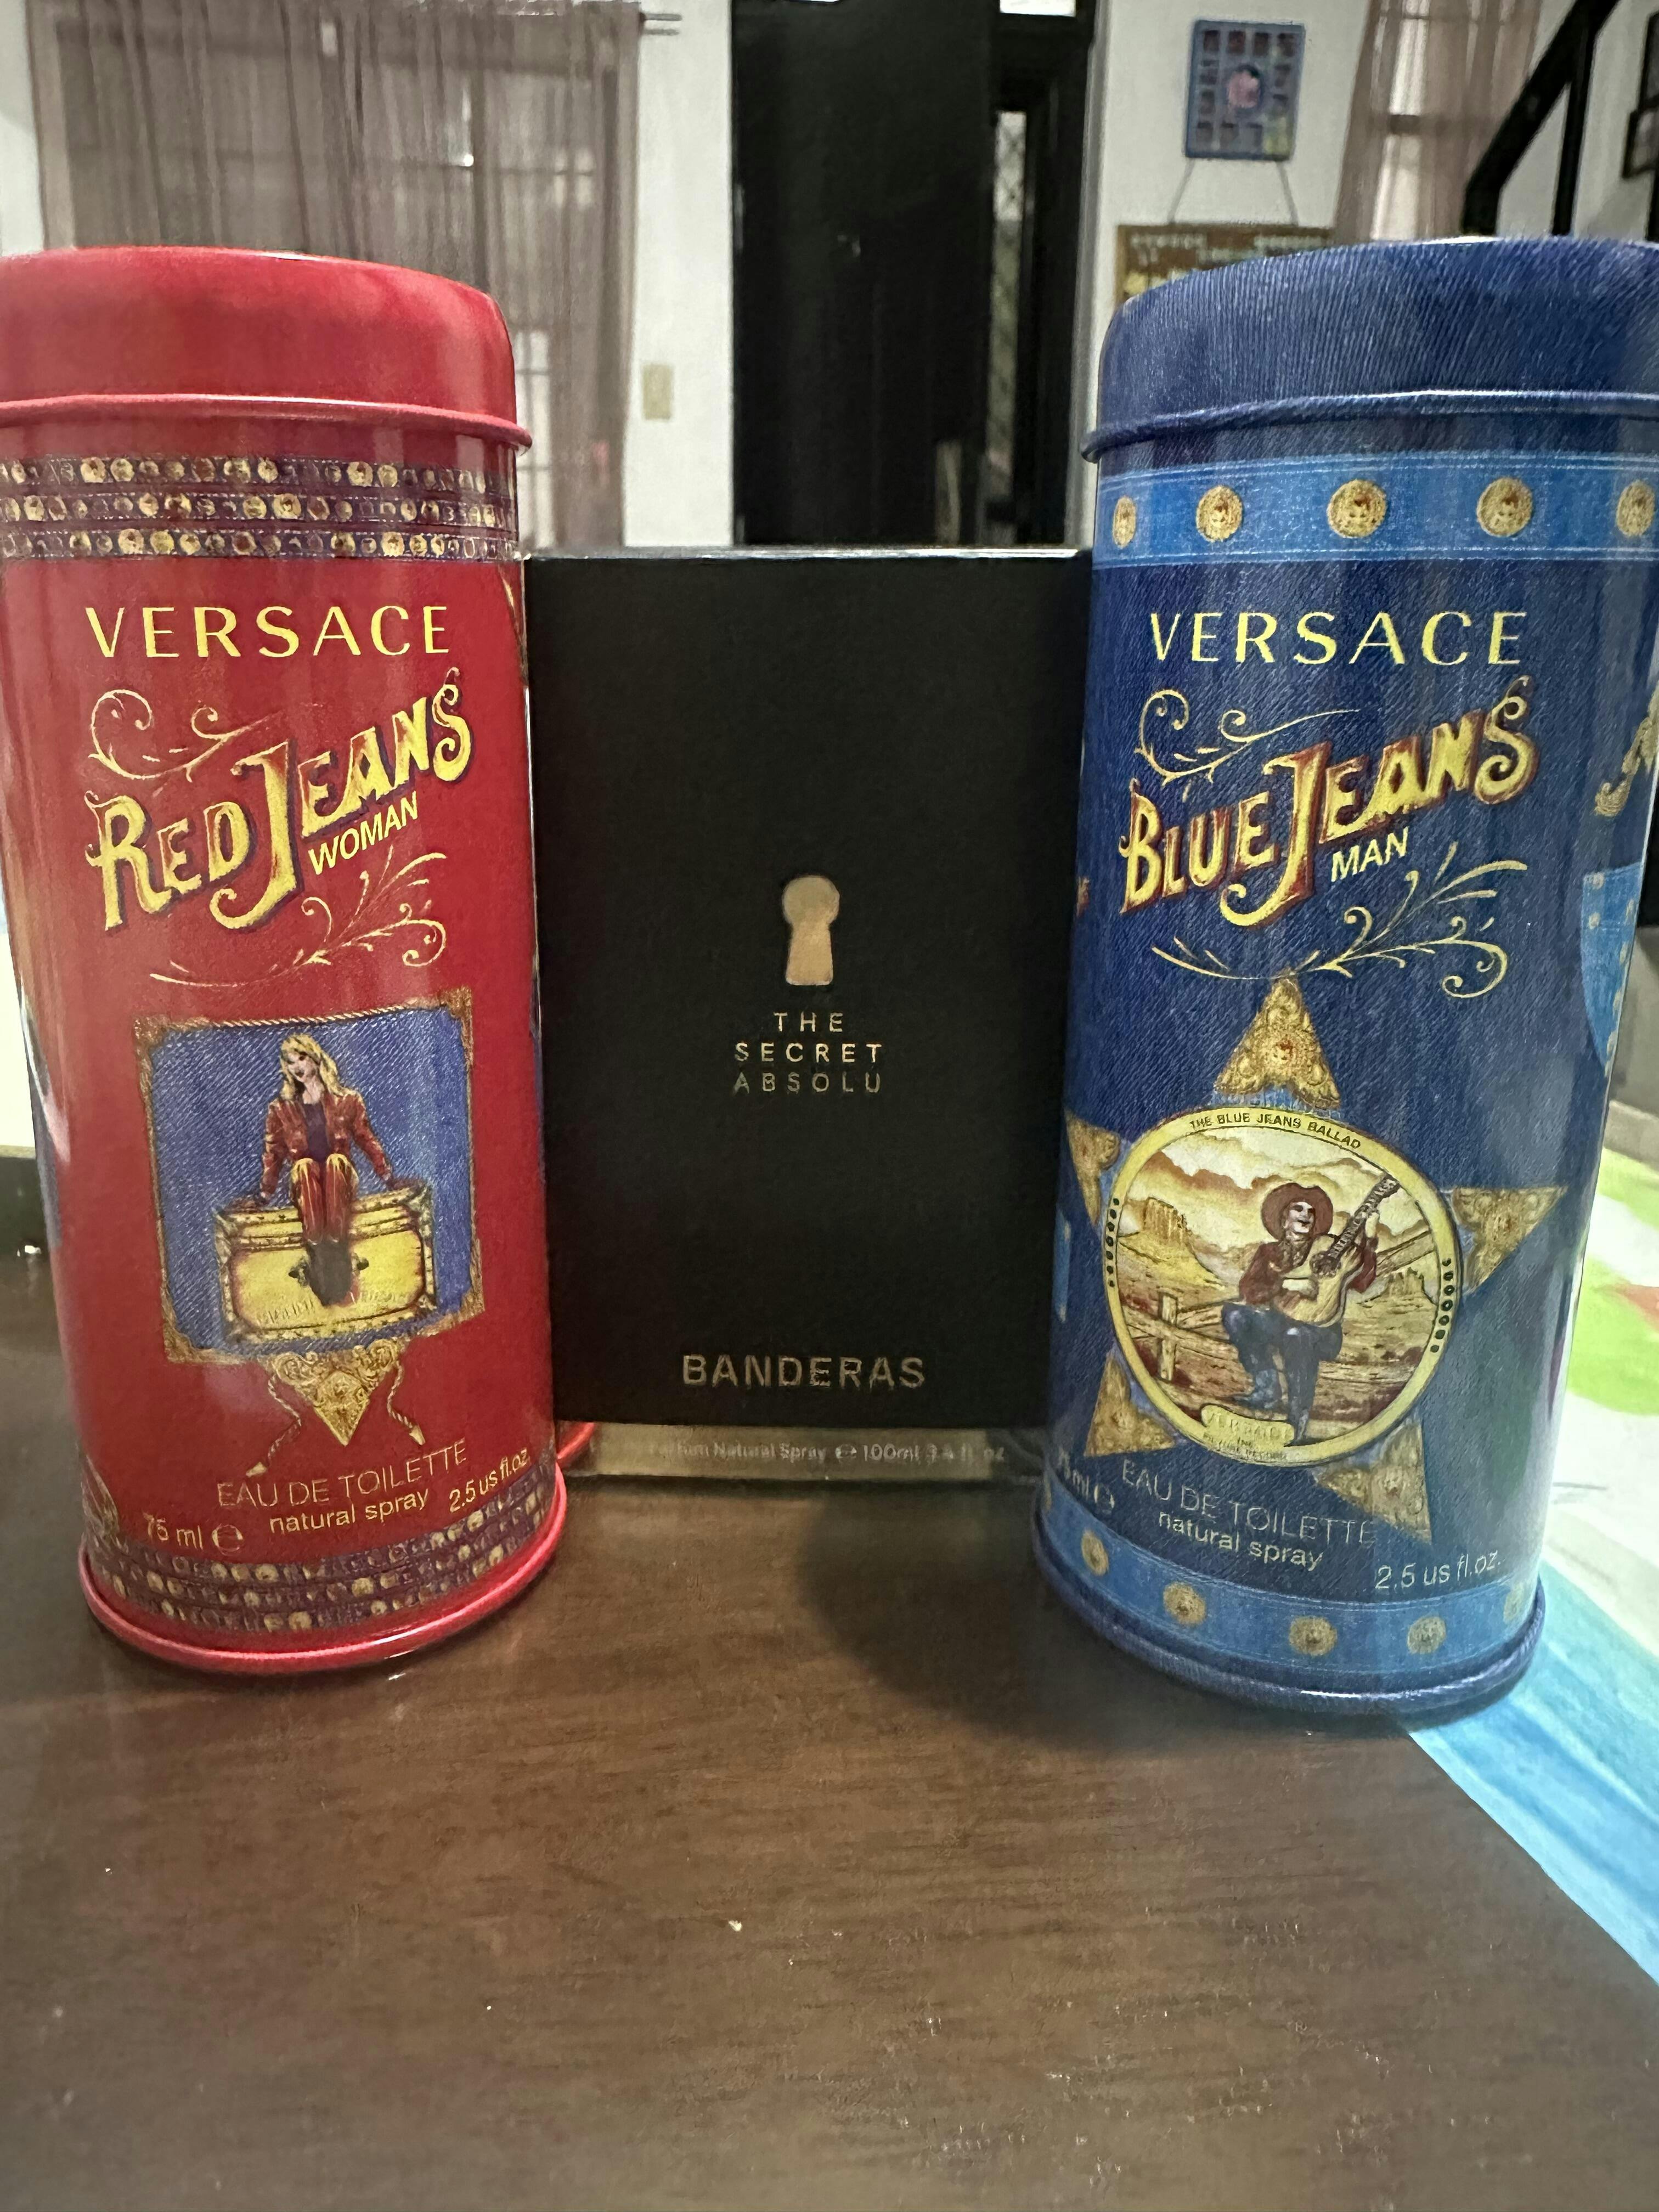 VERSACE
RED JEANS
WOMAN
EAU DE TOILETTE
75 ml e natural spray 2.5 us fl.oz.
THE
SECRET
ABSOLU
BANDERAS
Natural Spray e 100ml 3.4 fl. oz
VERSACE
BLUE JEANS
MAN
THE BLUE JEANS BALLAD
EAU DE TOILETTE
ml e natural spray 2.5 us fl.oz.